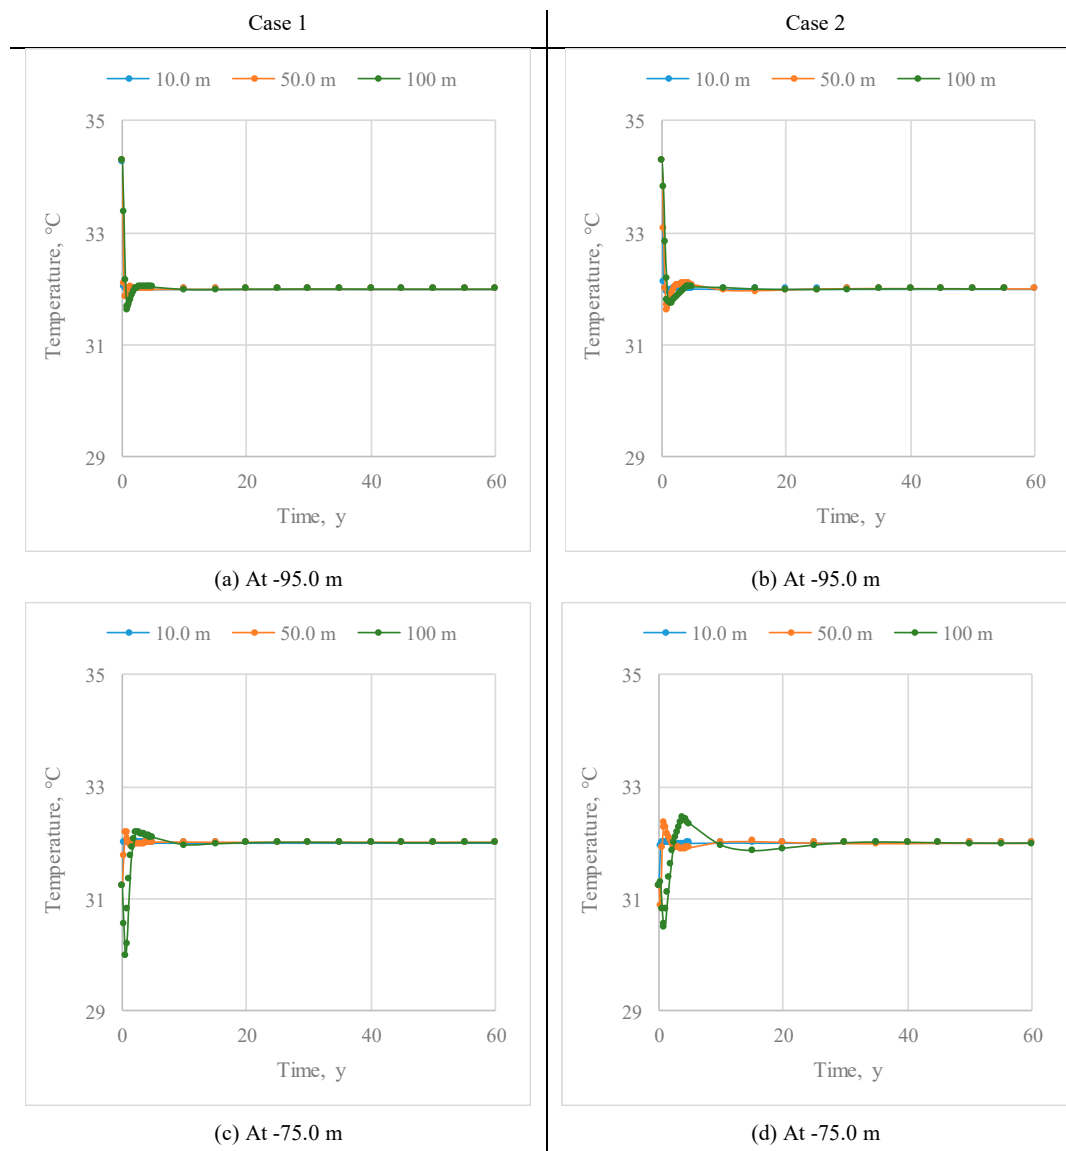 Case 1
Case 2
10.0 m 50.0 m 100 m
35
33
31
29
Temperature, °C
0 20 40 60
Time, y
(a) At -95.0 m
10.0 m 50.0 m 100 m
35
33
31
29
Temperature, °C
0 20 40 60
Time, y
(b) At -95.0 m
10.0 m 50.0 m 100 m
35
33
31
29
Temperature, °C
0 20 40 60
Time, y
(c) At -75.0 m
10.0 m 50.0 m 100 m
35
33
31
29
Temperature, °C
0 20 40 60
Time, y
(d) At -75.0 m